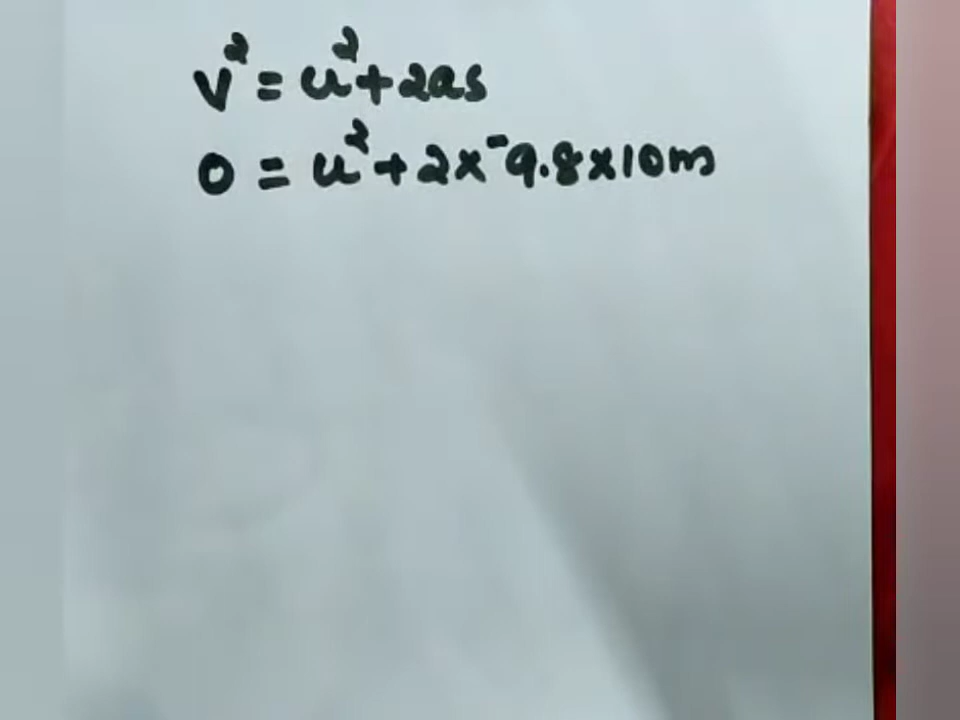 v² = u² + 2as
0 = u² + 2x⁻9.8x10m